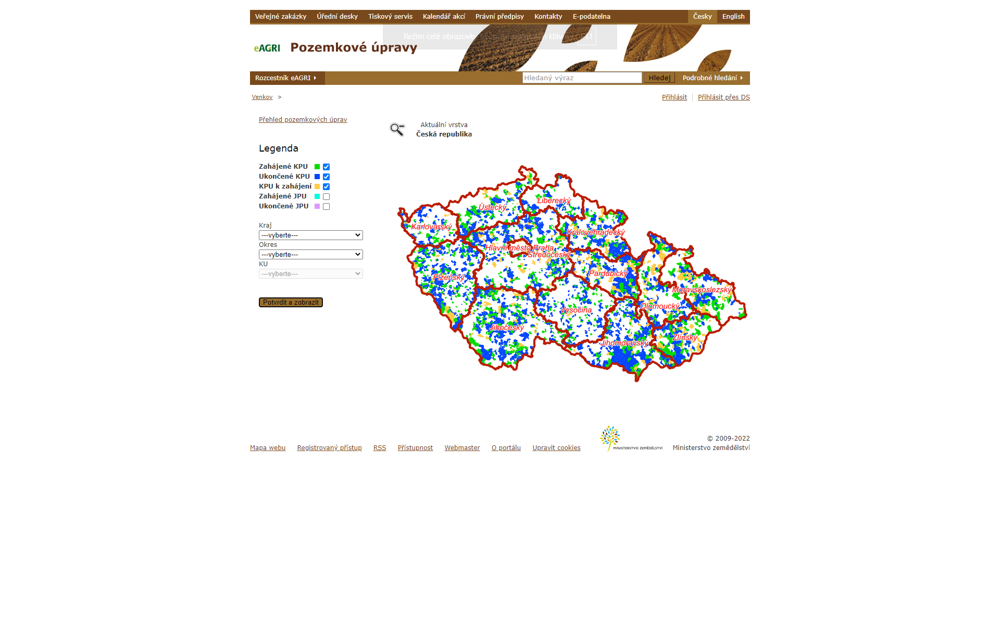 Veřejné zakázky Úřední desky Tiskový servis Kalendář akcí Právní předpisy Kontakty E-podatelna Česky English
Režim celé obrazovky
eAGRI Pozemkové úpravy
Rozcestník eAGRI Hledaný výraz Hledej Podrobné hledání
Venkov > Přihlásit Přihlásit přes DS
Přehled pozemkových úprav
Aktuální vrstva
Česká republika
Legenda
Zahájené KPU
Ukončené KPU
KPU k zahájení
Zahájené JPU
Ukončené JPU
Kraj
---vyberte---
Okres
---vyberte---
KU
---vyberte---
Potvrdit a zobrazit
Liberecký
Ústecký
Karlovarský
Královéhradecký
Hlavní město Praha
Středočeský
Pardubický
Plzeňský
Moravskoslezský
Olomoucký
Vysočina
Jihočeský
Zlínský
Jihomoravský
Mapa webu Registrovaný přístup RSS Přístupnost Webmaster O portálu Upravit cookies
MINISTERSTVO ZEMĚDĚLSTVÍ
© 2009-2022
Ministerstvo zemědělství